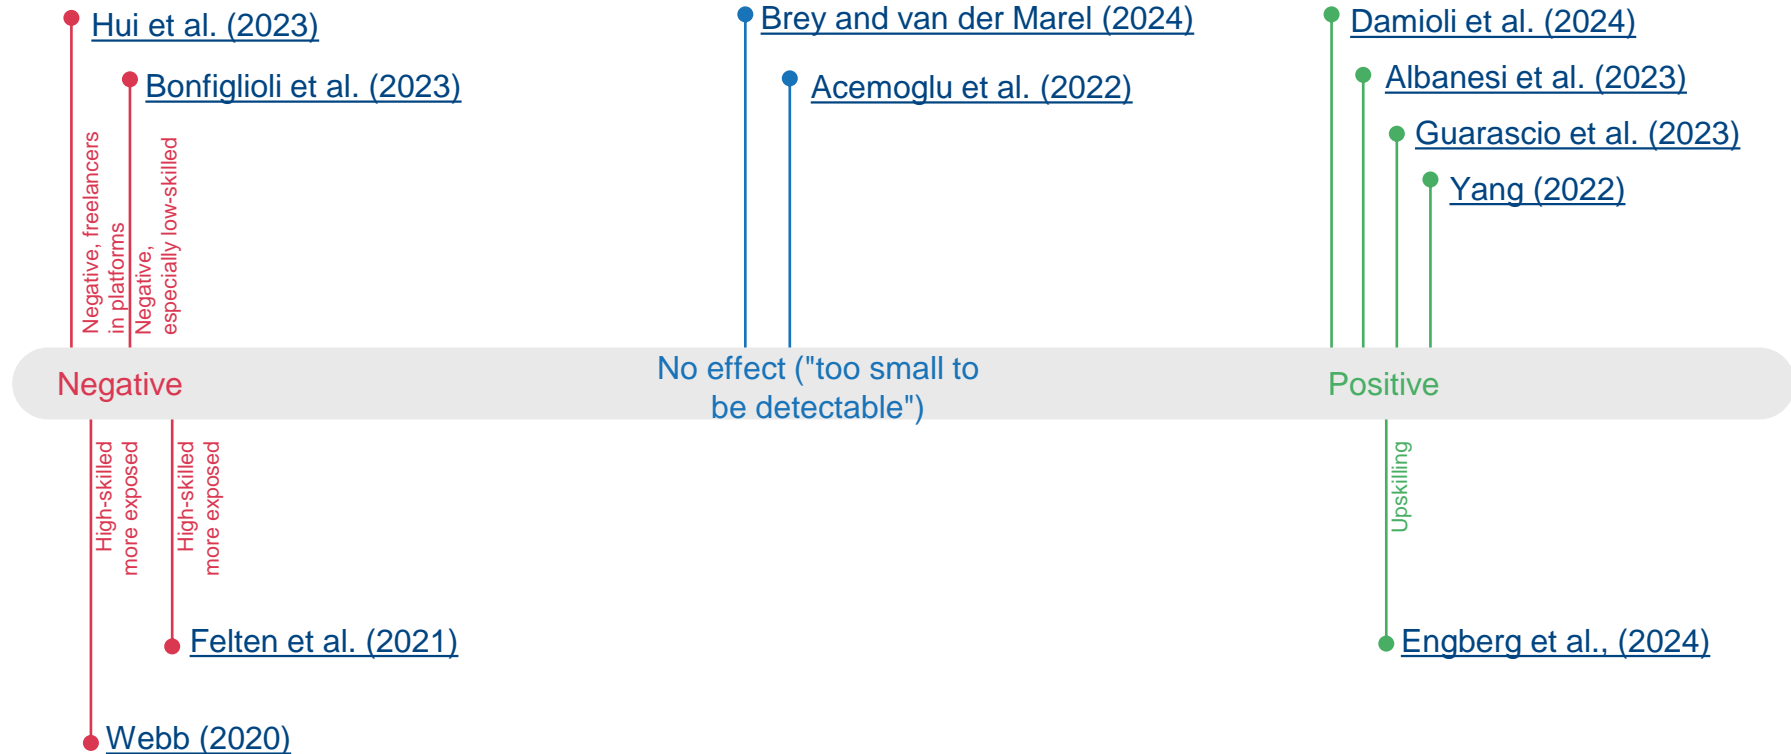 Hui et al. (2023)
Bonfiglioli et al. (2023)
Negative, freelancers
in platforms
Negative,
especially low-skilled
Brey and van der Marel (2024)
Acemoglu et al. (2022)
Damioli et al. (2024)
Albanesi et al. (2023)
Guarascio et al. (2023)
Yang (2022)
Negative
No effect ("too small to
be detectable")
Positive
High-skilled
more exposed
High-skilled
more exposed
Upskilling
Felten et al. (2021)
Engberg et al., (2024)
Webb (2020)